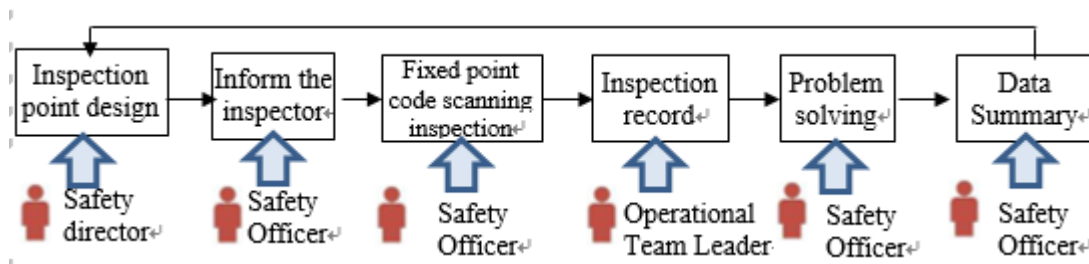 Inspection
point design
Inform the
inspector↵
Fixed point
code scanning
inspection↵
Inspection
record↵
Problem
solving↵
Data
Summary↵
Safety
director↵
Safety
Officer↵
Safety
Officer↵
Operational
Team Leader↵
Safety
Officer↵
Safety
Officer↵